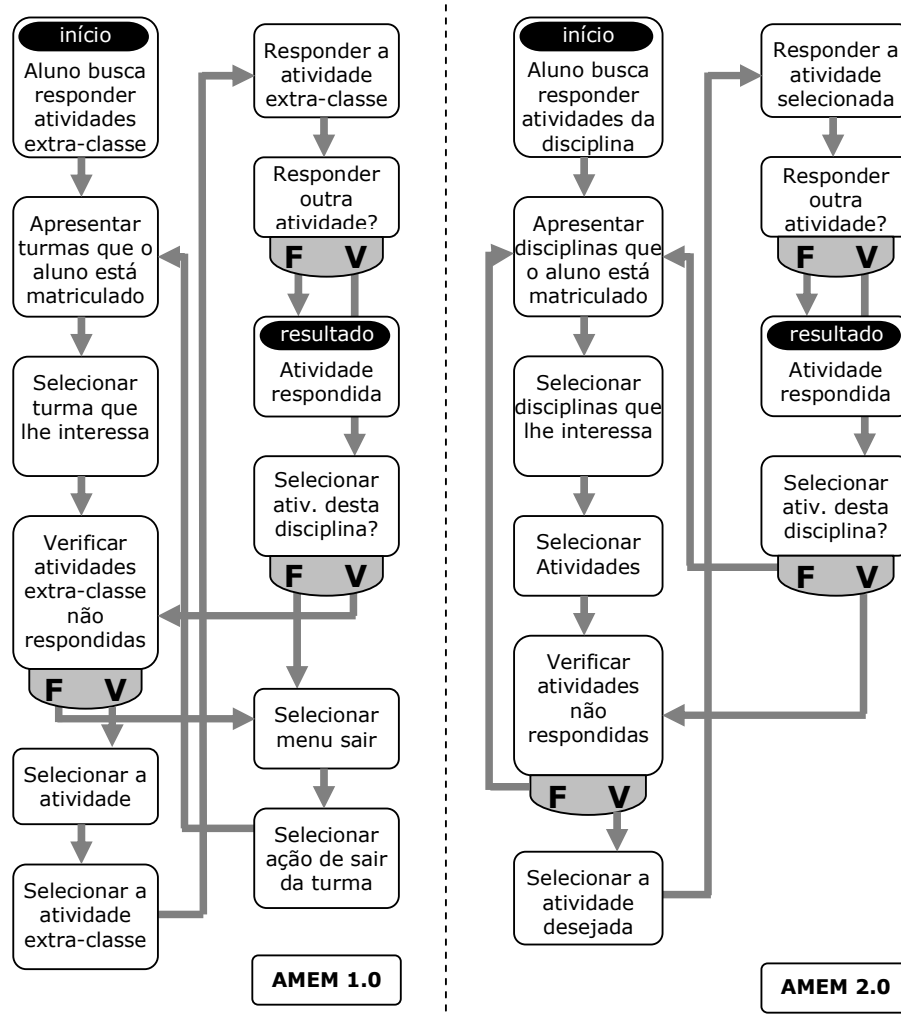 início
Aluno busca
responder
atividades
extra-classe
Apresentar
turmas que o
aluno está
matriculado
Selecionar
turma que
lhe interessa
Verificar
atividades
extra-classe
não
respondidas
F V
Selecionar a
atividade
Selecionar a
atividade
extra-classe
Responder a
atividade
extra-classe
Responder
outra
atividade?
F V
resultado
Atividade
respondida
Selecionar
ativ. desta
disciplina?
F V
Selecionar
menu sair
Selecionar
ação de sair
da turma
AMEM 1.0
início
Aluno busca
responder
atividades da
disciplina
Apresentar
disciplinas que
o aluno está
matriculado
Selecionar
disciplinas que
lhe interessa
Selecionar
Atividades
Verificar
atividades
não
respondidas
F V
Selecionar a
atividade
desejada
Responder a
atividade
selecionada
Responder
outra
atividade?
F V
resultado
Atividade
respondida
Selecionar
ativ. desta
disciplina?
F V
AMEM 2.0